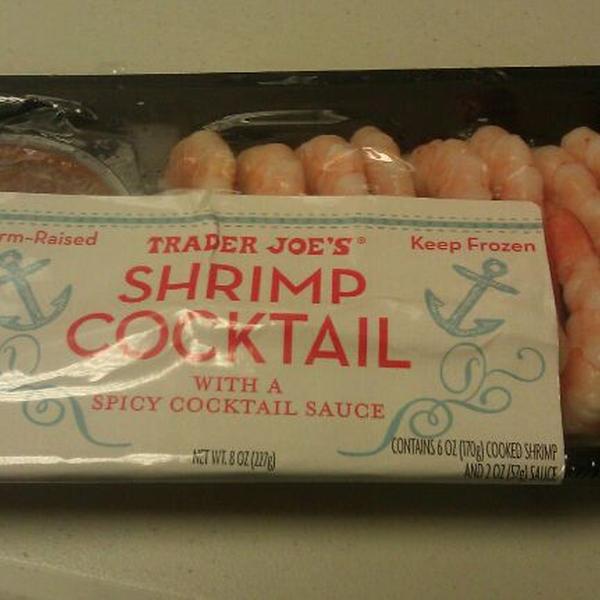 rm-Raised
TRADER JOE'S®
Keep Frozen
SHRIMP
COCKTAIL
WITH A
SPICY COCKTAIL SAUCE
NET WT. 8 OZ (227g)
CONTAINS 6 OZ (170g) COOKED SHRIMP
AND 2 OZ (57g) SAUCE